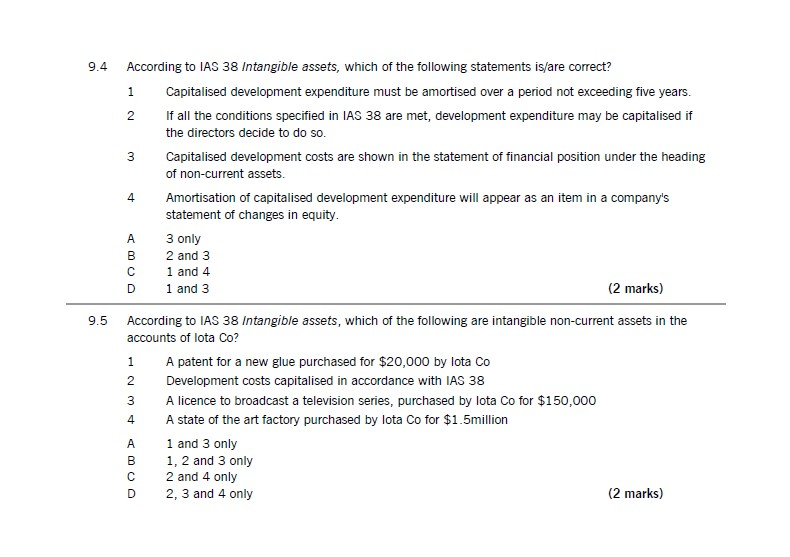 9.4 According to IAS 38 Intangible assets, which of the following statements is/are correct?
1 Capitalised development expenditure must be amortised over a period not exceeding five years.
2 If all the conditions specified in IAS 38 are met, development expenditure may be capitalised if
the directors decide to do so.
3 Capitalised development costs are shown in the statement of financial position under the heading
of non-current assets.
4 Amortisation of capitalised development expenditure will appear as an item in a company's
statement of changes in equity.
A 3 only
B 2 and 3
C 1 and 4
D 1 and 3 (2 marks)
9.5 According to IAS 38 Intangible assets, which of the following are intangible non-current assets in the
accounts of Iota Co?
1 A patent for a new glue purchased for $20,000 by Iota Co
2 Development costs capitalised in accordance with IAS 38
3 A licence to broadcast a television series, purchased by Iota Co for $150,000
4 A state of the art factory purchased by Iota Co for $1.5million
A 1 and 3 only
B 1, 2 and 3 only
C 2 and 4 only
D 2, 3 and 4 only (2 marks)